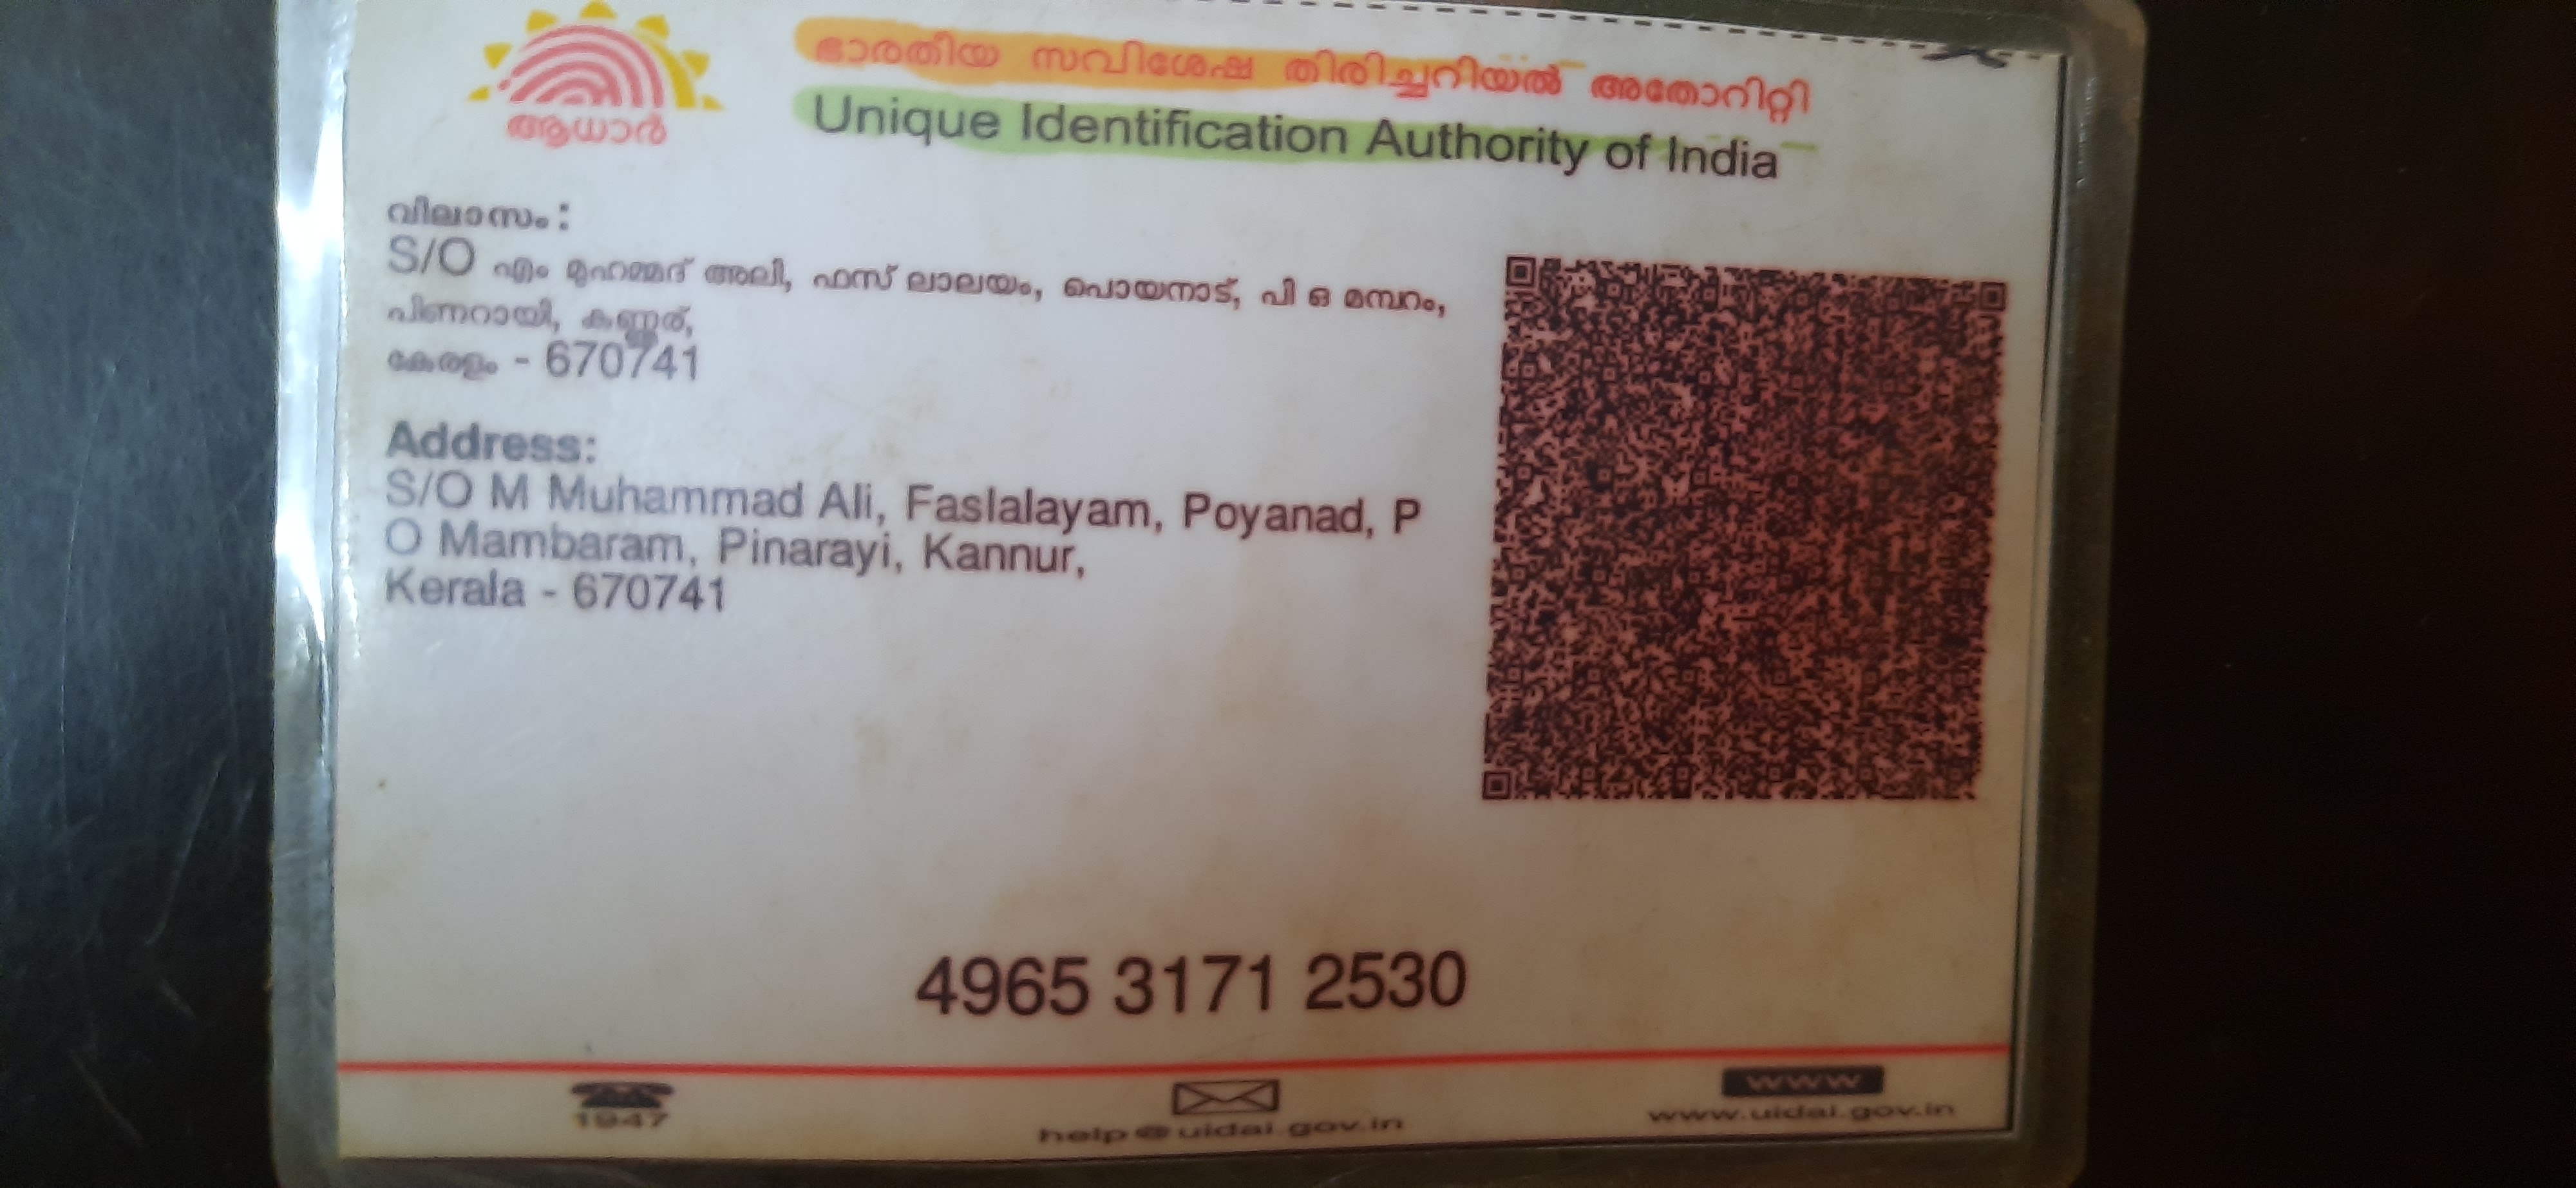 ഭാരതീയ സവിശേഷ തിരിച്ചറിയൽ അതോറിറ്റി
Unique Identification Authority of India
ആധാർ
വിലാസം :
S/O എം മുഹമ്മദ് അലി, ഫസ് ലാലയം, പൊയനാട്, പി ഒ മമ്പറം,
പിണറായി, കണ്ണൂർ,
കേരളം - 670741
Address:
S/O M Muhammad Ali, Faslalayam, Poyanad, P
O Mambaram, Pinarayi, Kannur,
Kerala - 670741
4965 3171 2530
1947
help@uidai.gov.in
www
www.uidai.gov.in